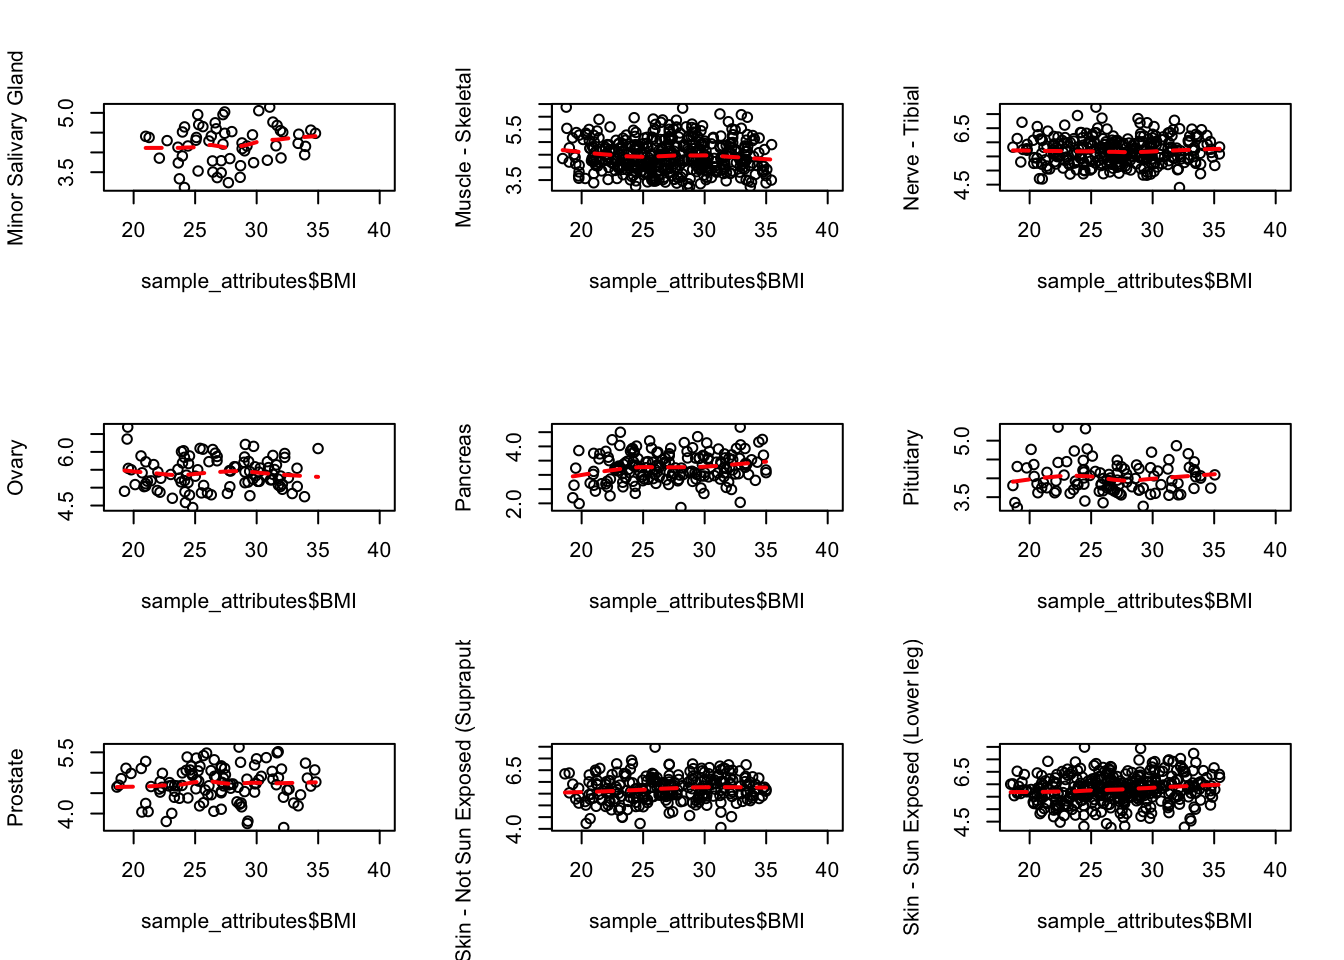 Minor Salivary Gland
5.0
3.5
20 25 30 35 40
sample_attributes$BMI
Muscle - Skeletal
5.5
3.5
20 25 30 35 40
sample_attributes$BMI
Nerve - Tibial
6.5
4.5
20 25 30 35 40
sample_attributes$BMI
Ovary
6.0
4.5
20 25 30 35 40
sample_attributes$BMI
Pancreas
4.0
2.0
20 25 30 35 40
sample_attributes$BMI
Pituitary
5.0
3.5
20 25 30 35 40
sample_attributes$BMI
Prostate
5.5
4.0
20 25 30 35 40
sample_attributes$BMI
Skin - Not Sun Exposed (Suprapub
6.5
4.0
20 25 30 35 40
sample_attributes$BMI
Skin - Sun Exposed (Lower leg)
6.5
4.5
20 25 30 35 40
sample_attributes$BMI